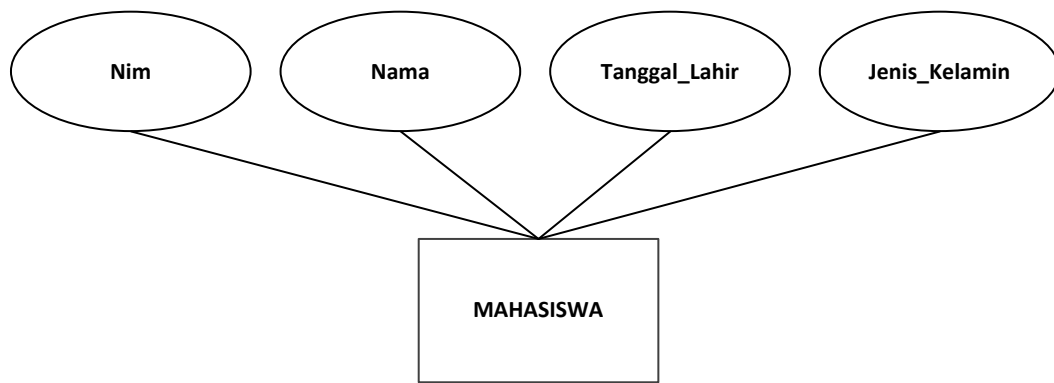 Nim
Nama
Tanggal_Lahir
Jenis_Kelamin
MAHASISWA